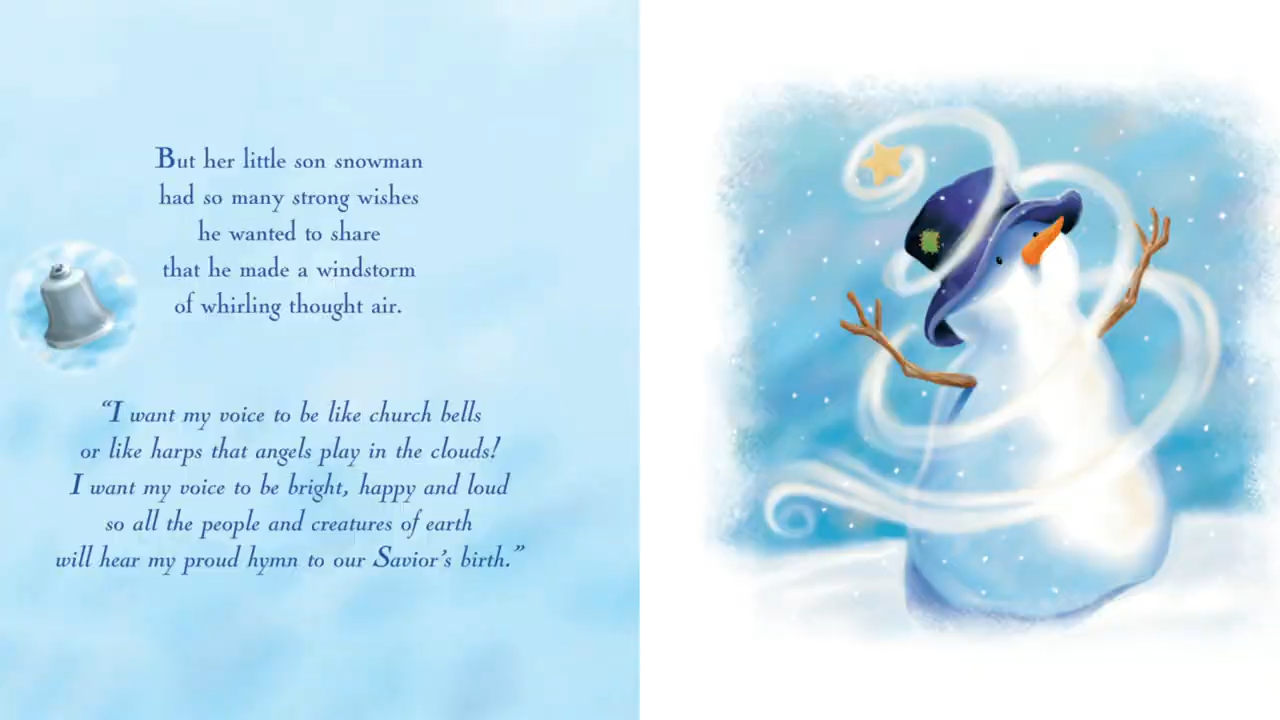 But her little son snowman
had so many strong wishes
he wanted to share
that he made a windstorm
of whirling thought air.
“I want my voice to be like church bells
or like harps that angels play in the clouds!
I want my voice to be bright, happy and loud
so all the people and creatures of earth
will hear my proud hymn to our Savior’s birth.”